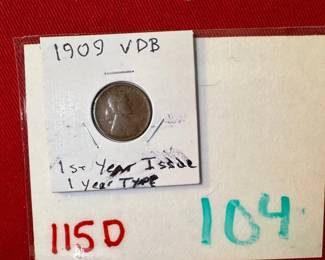 1909 VDB
1st Year Issue
1 Year Type
115D
104